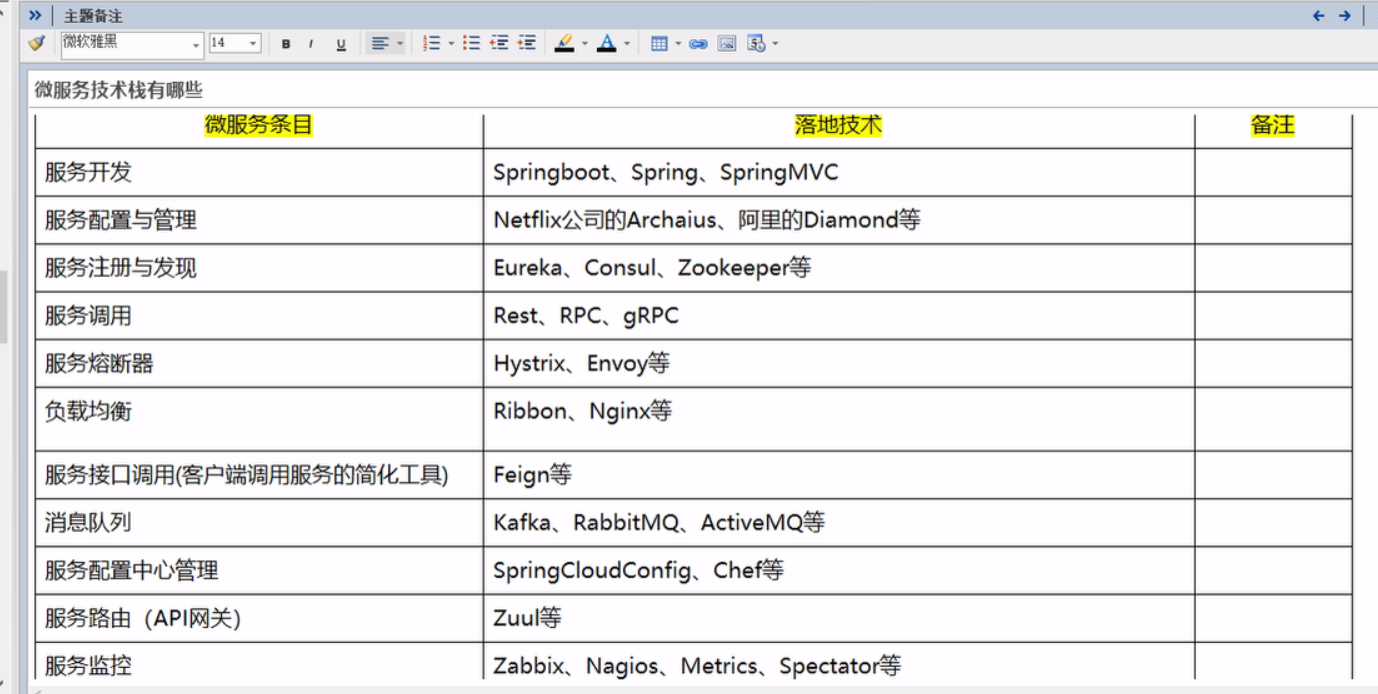 主题备注
微软雅黑 14 B I U
微服务技术栈有哪些
微服务条目 落地技术 备注
服务开发 Springboot、Spring、SpringMVC
服务配置与管理 Netflix公司的Archaius、阿里的Diamond等
服务注册与发现 Eureka、Consul、Zookeeper等
服务调用 Rest、RPC、gRPC
服务熔断器 Hystrix、Envoy等
负载均衡 Ribbon、Nginx等
服务接口调用(客户端调用服务的简化工具) Feign等
消息队列 Kafka、RabbitMQ、ActiveMQ等
服务配置中心管理 SpringCloudConfig、Chef等
服务路由（API网关） Zuul等
服务监控 Zabbix、Nagios、Metrics、Spectator等